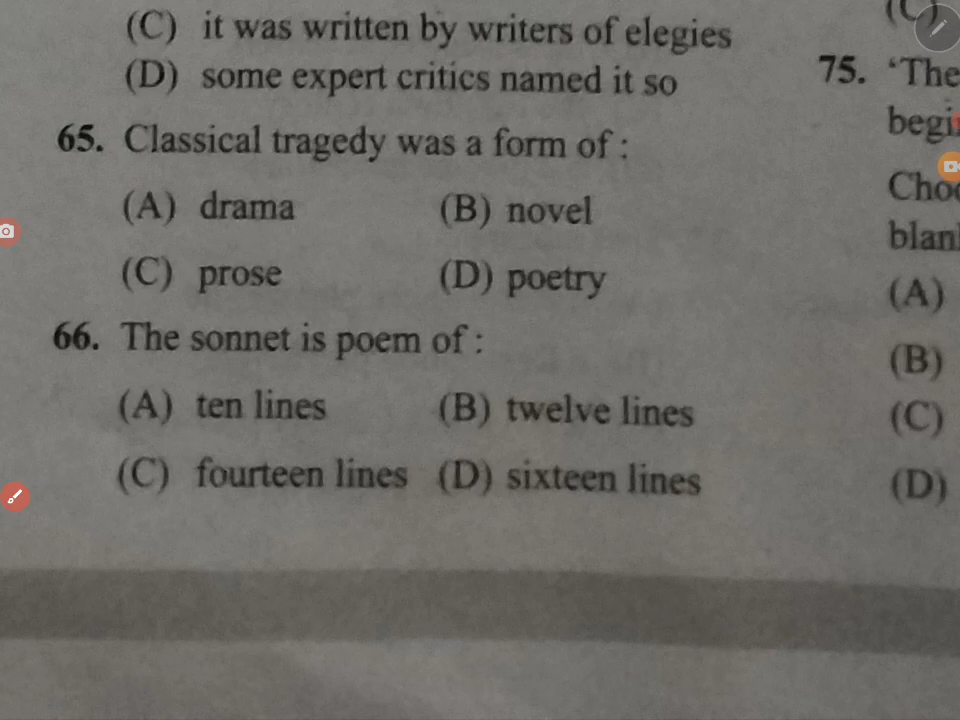 (C) it was written by writers of elegies
(D) some expert critics named it so
65. Classical tragedy was a form of :
(A) drama (B) novel
(C) prose (D) poetry
66. The sonnet is poem of :
(A) ten lines (B) twelve lines
(C) fourteen lines (D) sixteen lines
(C)
75. ‘The
(A)
(B)
(C)
(D)